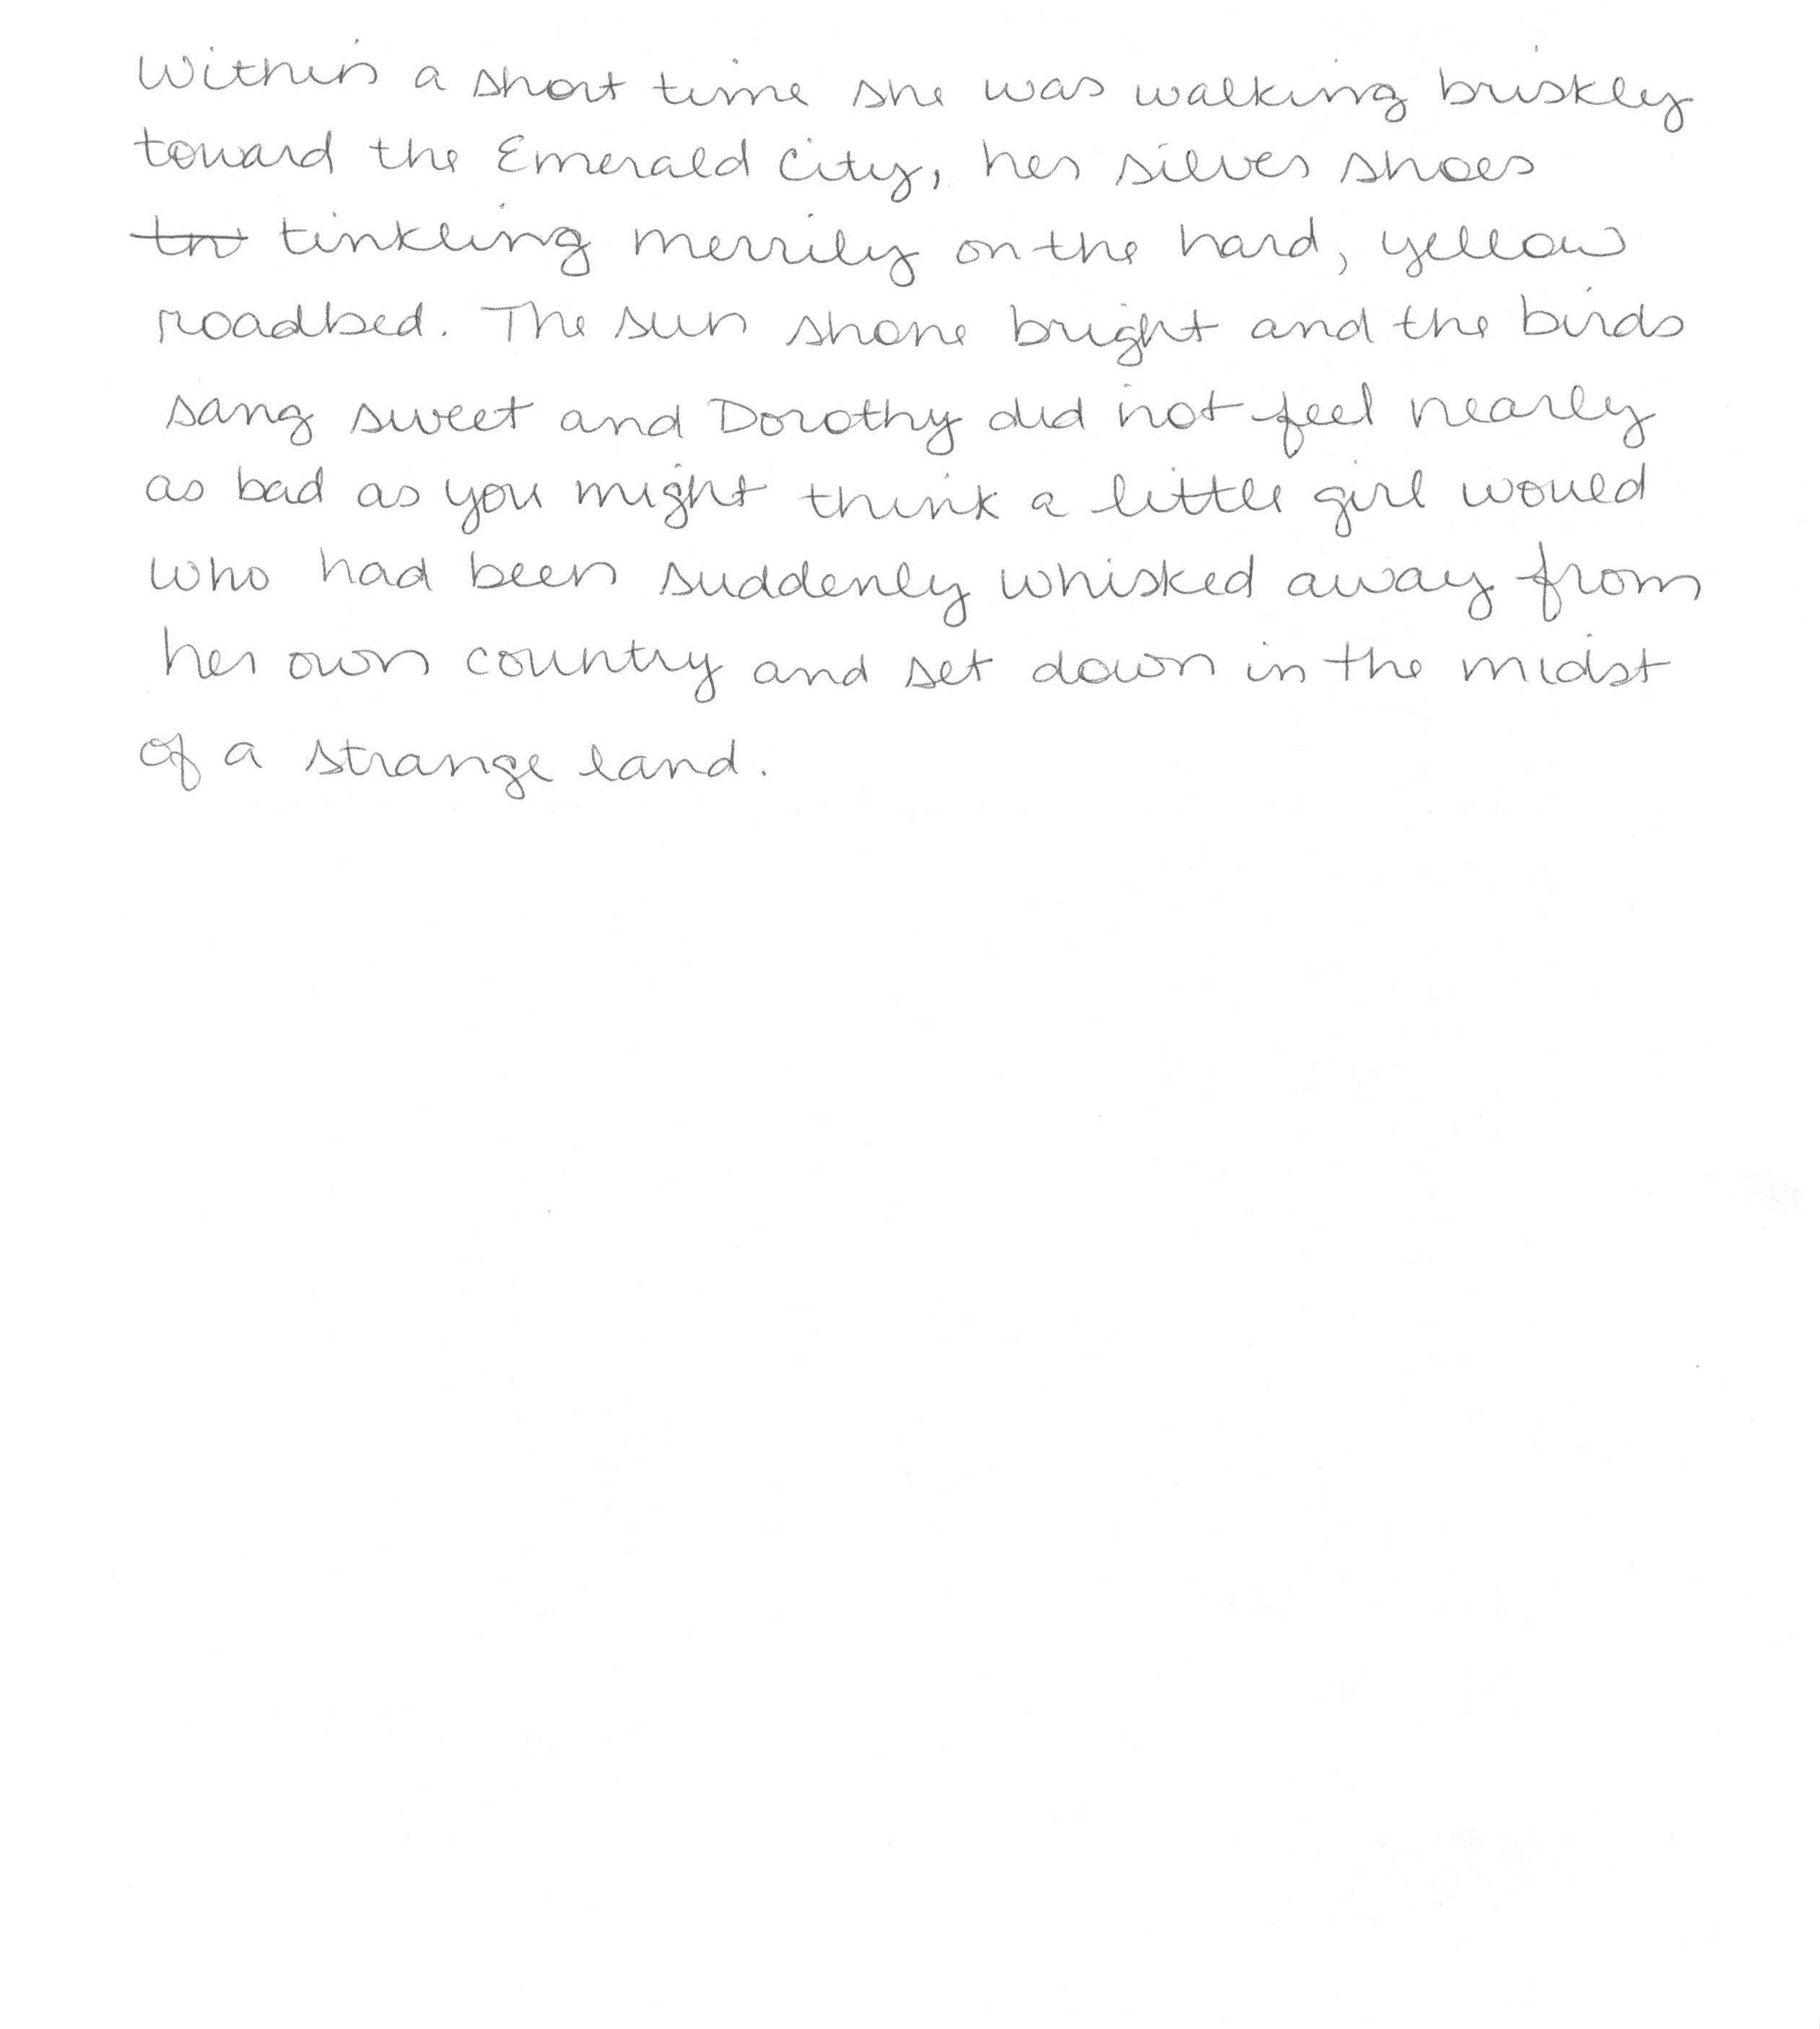 Within a short time she was walking briskly
toward the Emerald City, her silver shoes
tn tinkling merrily on the hard, yellow
roadbed. The sun shone bright and the birds
sang sweet and Dorothy did not feel nearly
as bad as you might think a little girl would
who had been suddenly whisked away from
her own country and set down in the midst
of a strange land.